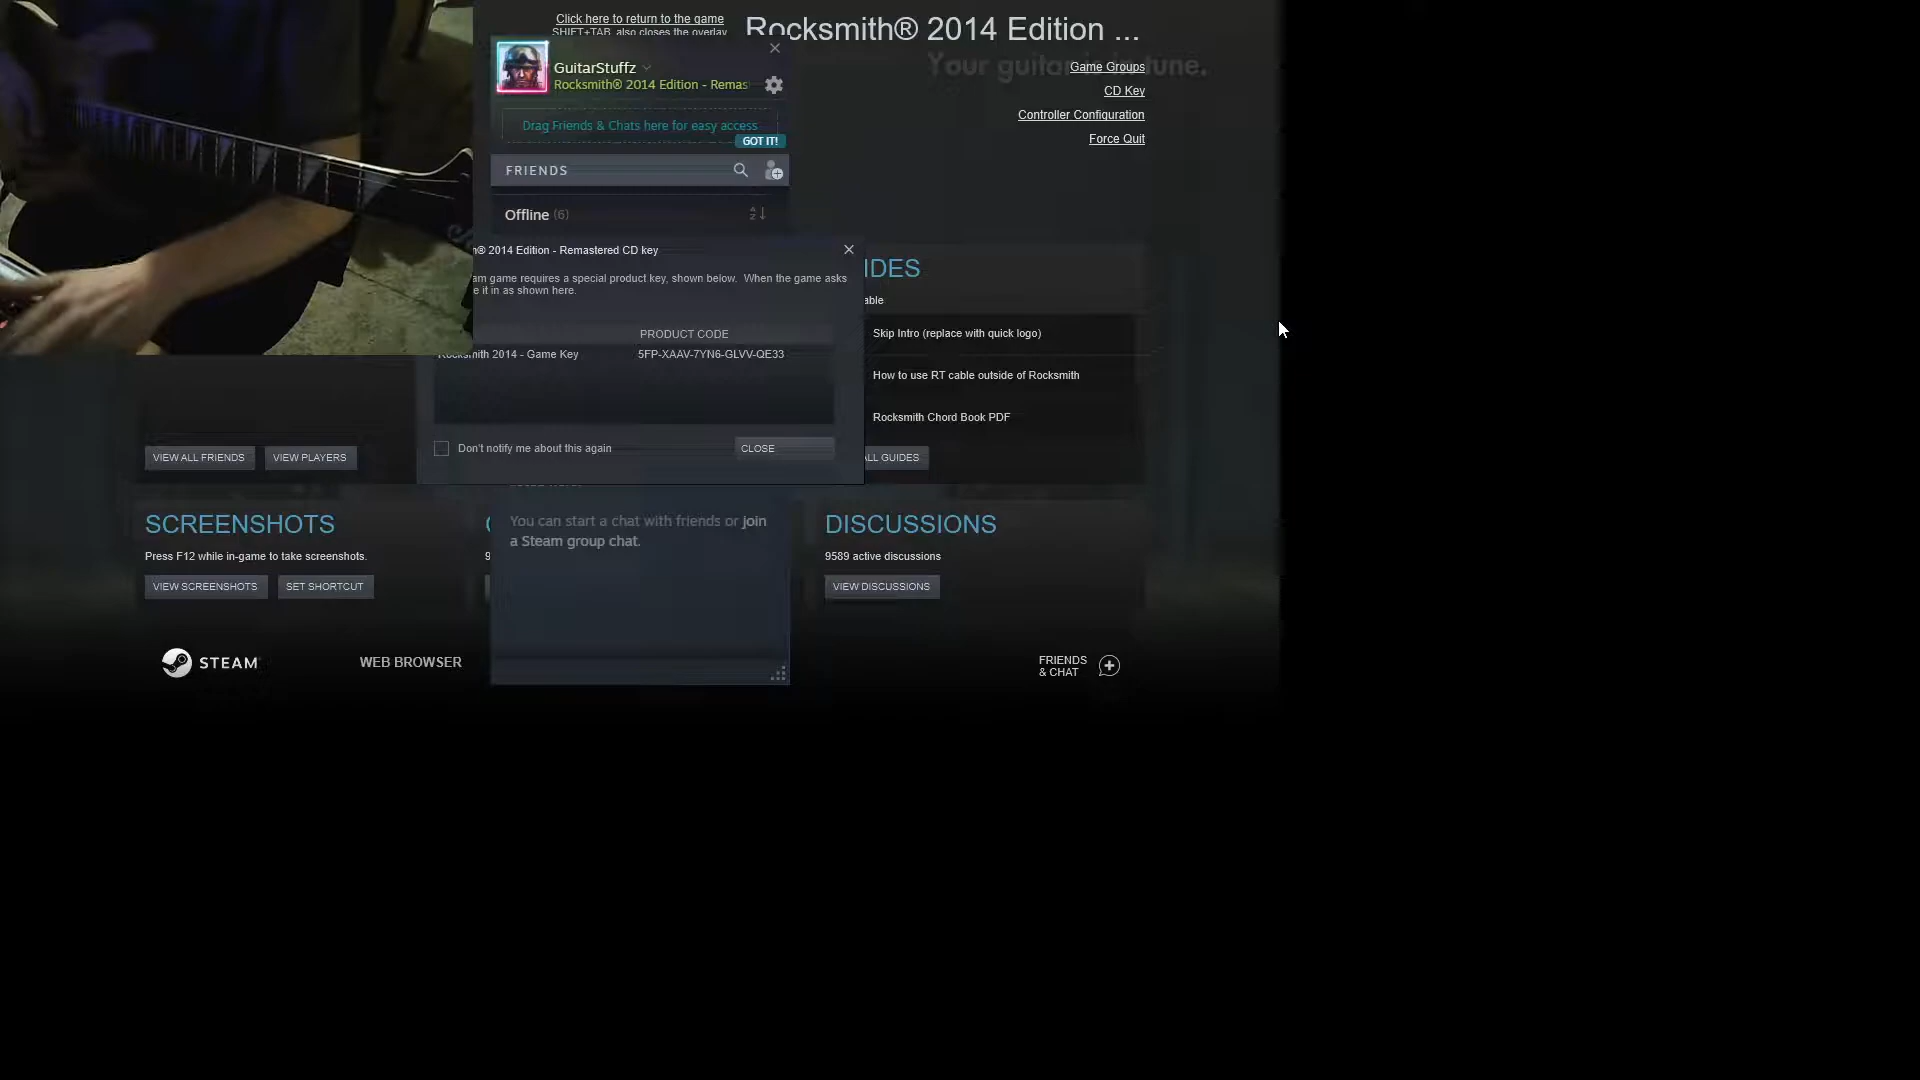 Click here to return to the game
SHIFT+TAB also closes the overlay
Rocksmith® 2014 Edition ...
Your guitar is in tune.
Game Groups
CD Key
Controller Configuration
Force Quit
GuitarStuffz
Rocksmith® 2014 Edition - Remas
Drag Friends & Chats here for easy access
GOT IT!
FRIENDS
Offline (6)
® 2014 Edition - Remastered CD key
am game requires a special product key, shown below. When the game asks
e it in as shown here.
PRODUCT CODE
Rocksmith 2014 - Game Key 5FP-XAAV-7YN6-GLVV-QE33
Don't notify me about this again
CLOSE
IDES
able
Skip Intro (replace with quick logo)
How to use RT cable outside of Rocksmith
Rocksmith Chord Book PDF
ALL GUIDES
VIEW ALL FRIENDS
VIEW PLAYERS
SCREENSHOTS
Press F12 while in-game to take screenshots.
VIEW SCREENSHOTS
SET SHORTCUT
9
You can start a chat with friends or join
a Steam group chat.
DISCUSSIONS
9589 active discussions
VIEW DISCUSSIONS
STEAM
WEB BROWSER
FRIENDS
& CHAT